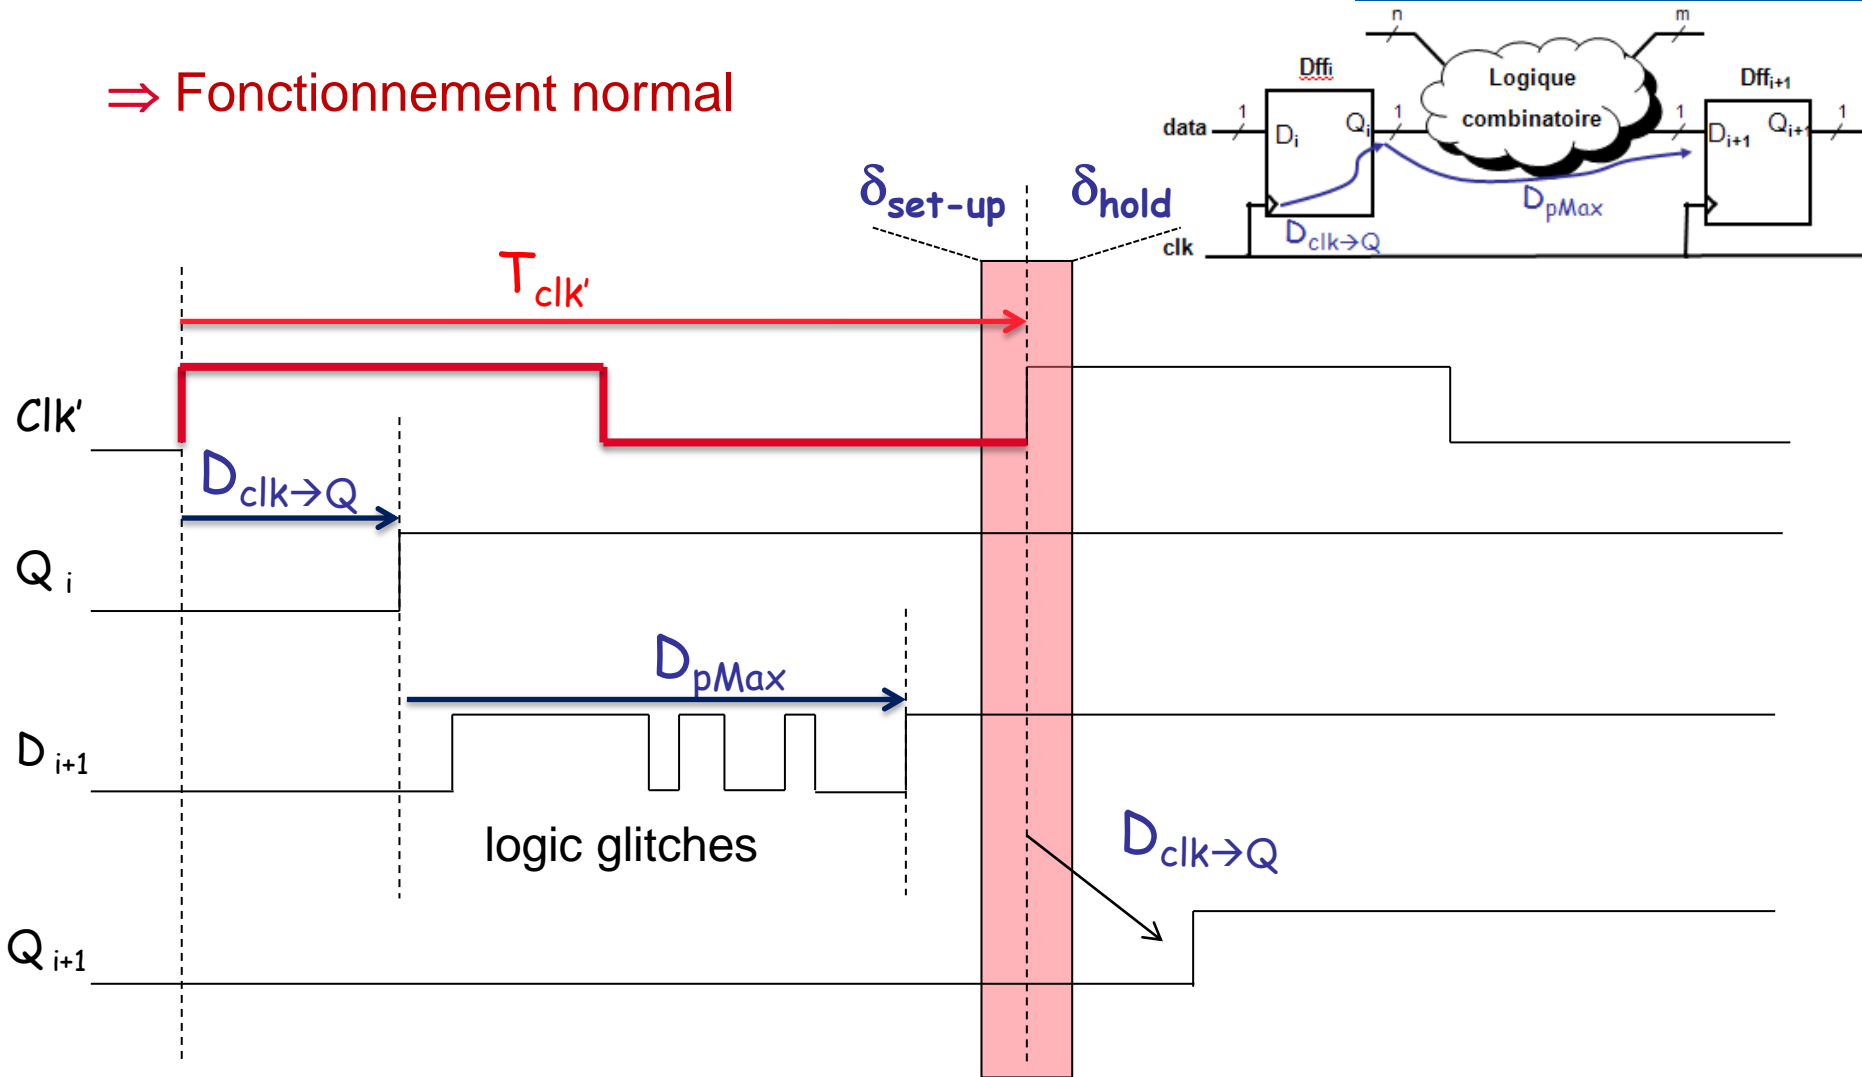 ⇒ Fonctionnement normal
n
m
Dffi
Logique
combinatoire
Dffi+1
data
1
Di
Qi
1
1
Di+1
Qi+1
1
DpMax
Dclk→Q
clk
δset-up
δhold
Tclk'
Clk'
Dclk→Q
Q i
DpMax
D i+1
logic glitches
Dclk→Q
Q i+1